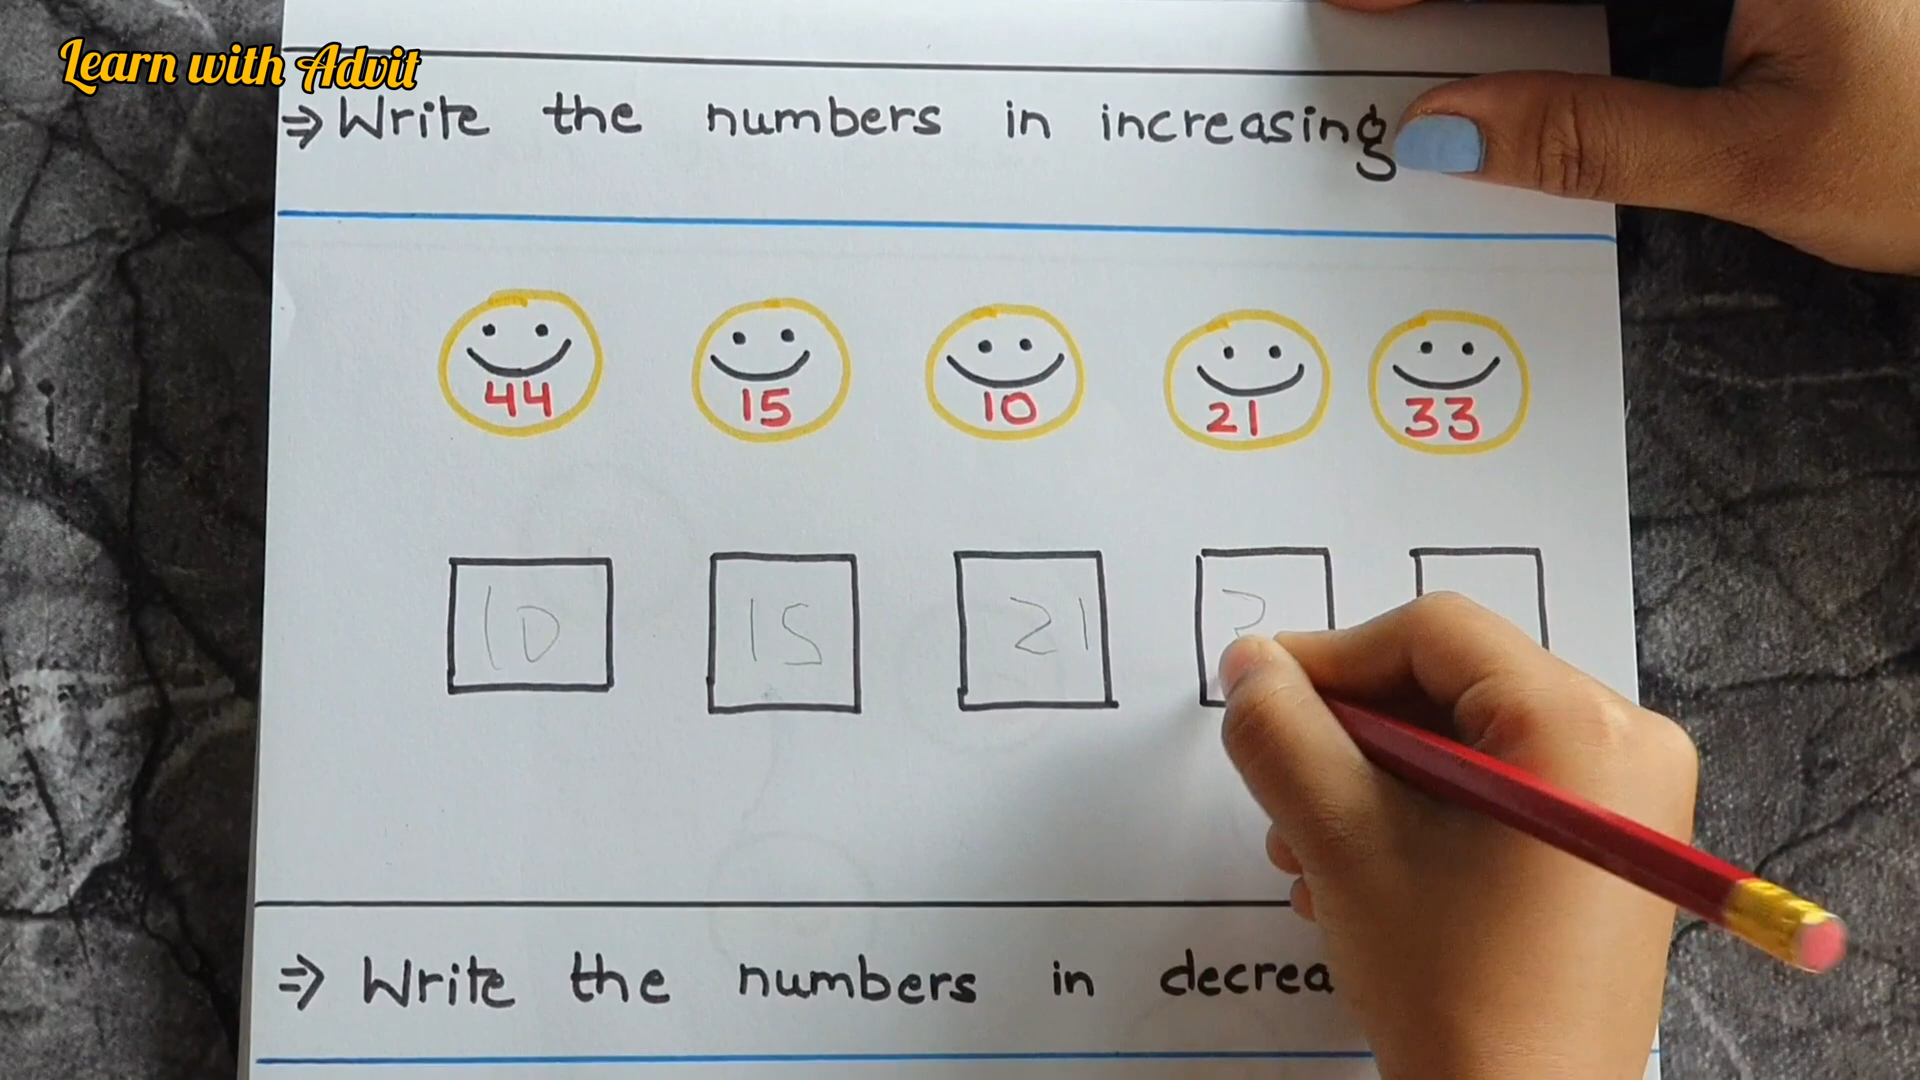 Learn with Advit
⇒ Write the numbers in increasing
44 15 10 21 33
10 15 21
⇒ Write the numbers in decrea